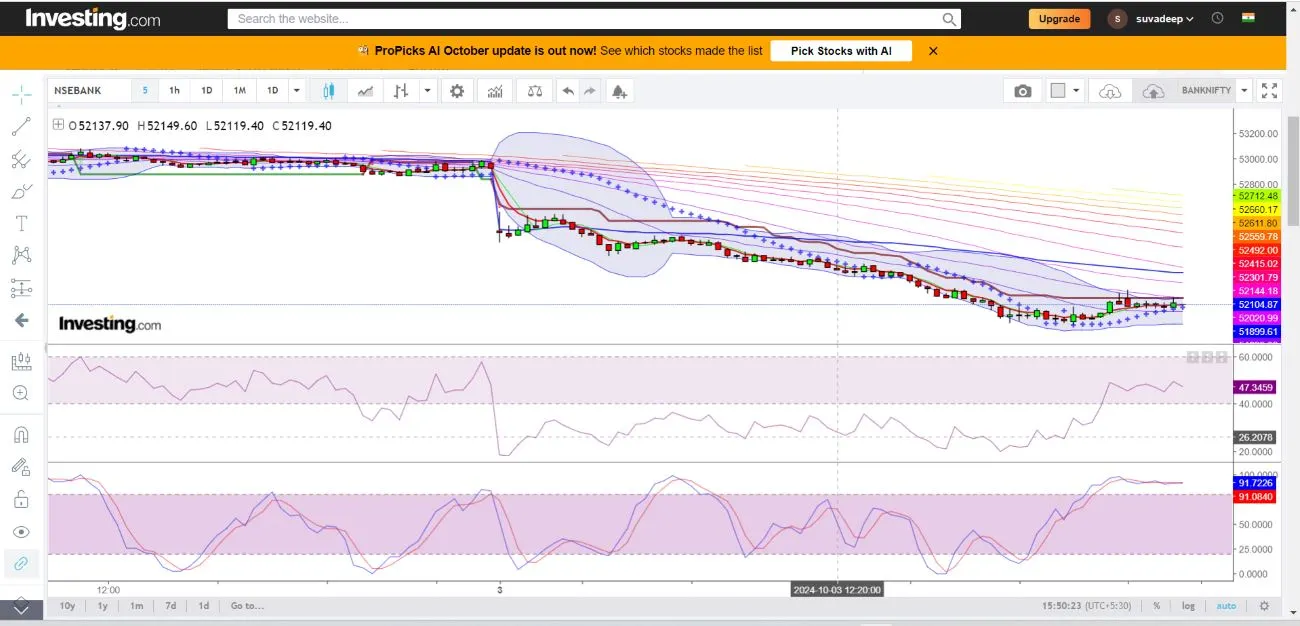 Investing.com
Search the website...
Upgrade
S
suvadeep
ProPicks AI October update is out now! See which stocks made the list
Pick Stocks with AI
NSEBANK
5
1h
1D
1M
1D
BANKNIFTY
O 52137.90 H 52149.60 L 52119.40 C 52119.40
53200.00
53000.00
52800.00
52712.48
52660.17
52611.80
52559.78
52492.00
52415.02
52301.79
52144.18
52104.87
52020.99
51899.61
Investing.com
60.0000
47.3459
40.0000
26.2078
20.0000
100.0000
91.7226
91.0840
50.0000
25.0000
0.0000
12:00
3
2024-10-03 12:20:00
10y
1y
1m
7d
1d
Go to...
15:50:23 (UTC+5:30)
%
log
auto